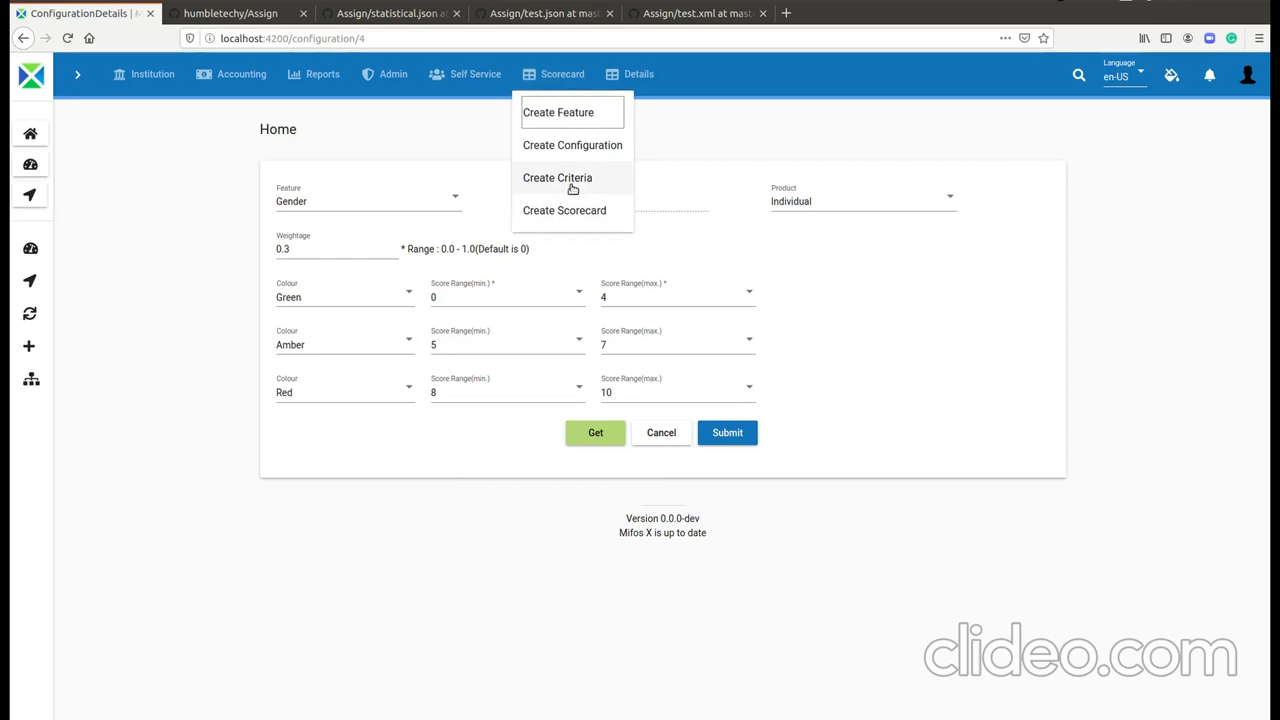 ConfigurationDetails | M
humbletechy/Assign
Assign/statistical.json a
Assign/test.json at mast
Assign/test.xml at mast
localhost:4200/configuration/4
Institution
Accounting
Reports
Admin
Self Service
Scorecard
Details
Language
en-US
Create Feature
Create Configuration
Create Criteria
Create Scorecard
Home
Feature
Gender
Product
Individual
Weightage
0.3
* Range : 0.0 - 1.0(Default is 0)
Colour
Green
Score Range(min.) *
0
Score Range(max.) *
4
Colour
Amber
Score Range(min.)
5
Score Range(max.)
7
Colour
Red
Score Range(min.)
8
Score Range(max.)
10
Get
Cancel
Submit
Version 0.0.0-dev
Mifos X is up to date
clideo.com